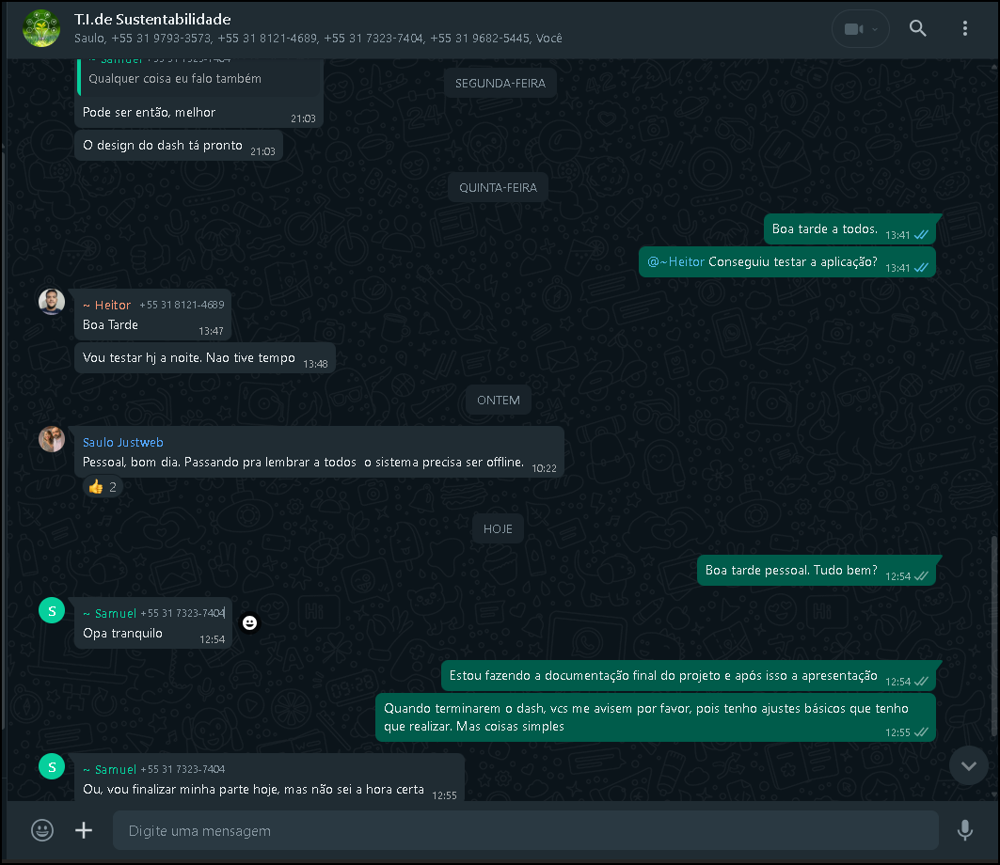 T.I.de Sustentabilidade
Saulo, +55 31 9793-3573, +55 31 8121-4689, +55 31 7323-7404, +55 31 9682-5445, Você
~ Samuel +55 31 7323-7404
Qualquer coisa eu falo também
SEGUNDA-FEIRA
Pode ser então, melhor
21:03
O design do dash tá pronto 21:03
QUINTA-FEIRA
Boa tarde a todos. 13:41
@~Heitor Conseguiu testar a aplicação? 13:41
~ Heitor +55 31 8121-4689
Boa Tarde
13:47
Vou testar hj a noite. Nao tive tempo 13:48
ONTEM
Saulo Justweb
Pessoal, bom dia. Passando pra lembrar a todos o sistema precisa ser offline. 10:22
👍 2
HOJE
Boa tarde pessoal. Tudo bem? 12:54
S
~ Samuel +55 31 7323-7404
Opa tranquilo
12:54
Estou fazendo a documentação final do projeto e após isso a apresentação 12:54
Quando terminarem o dash, vcs me avisem por favor, pois tenho ajustes básicos que tenho
que realizar. Mas coisas simples
12:55
S
~ Samuel +55 31 7323-7404
Ou, vou finalizar minha parte hoje, mas não sei a hora certa 12:55
Digite uma mensagem